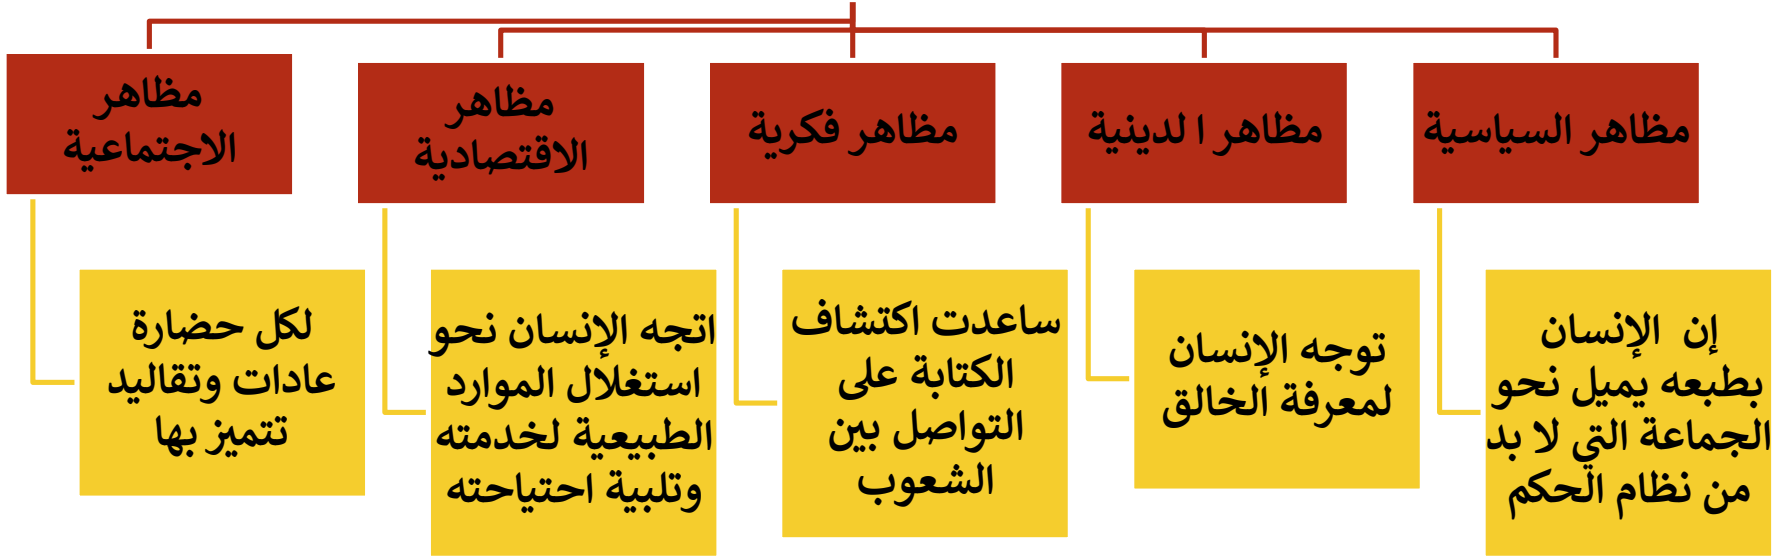 مظاهر السياسية
إن الإنسان
بطبعه يميل نحو
الجماعة التي لا بد
من نظام الحكم
مظاهر ا لدينية
توجه الإنسان
لمعرفة الخالق
مظاهر فكرية
ساعدت اكتشاف
الكتابة على
التواصل بين
الشعوب
مظاهر
الاقتصادية
اتجه الإنسان نحو
استغلال الموارد
الطبيعية لخدمته
وتلبية احتياحته
مظاهر
الاجتماعية
لكل حضارة
عادات وتقاليد
تتميز بها